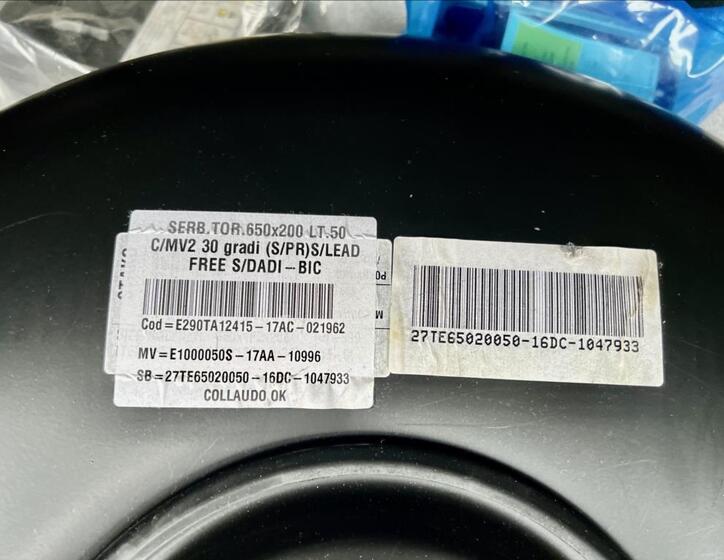 SERB.TOR.650x200 LT.50
C/MV2 30 gradi (S/PR)S/LEAD
FREE S/DADI-BIC
Cod=E290TA12415-17AC-021962
MV=E1000050S-17AA-10996
SB=27TE65020050-16DC-1047933
COLLAUDO OK
27TE65020050-16DC-1047933